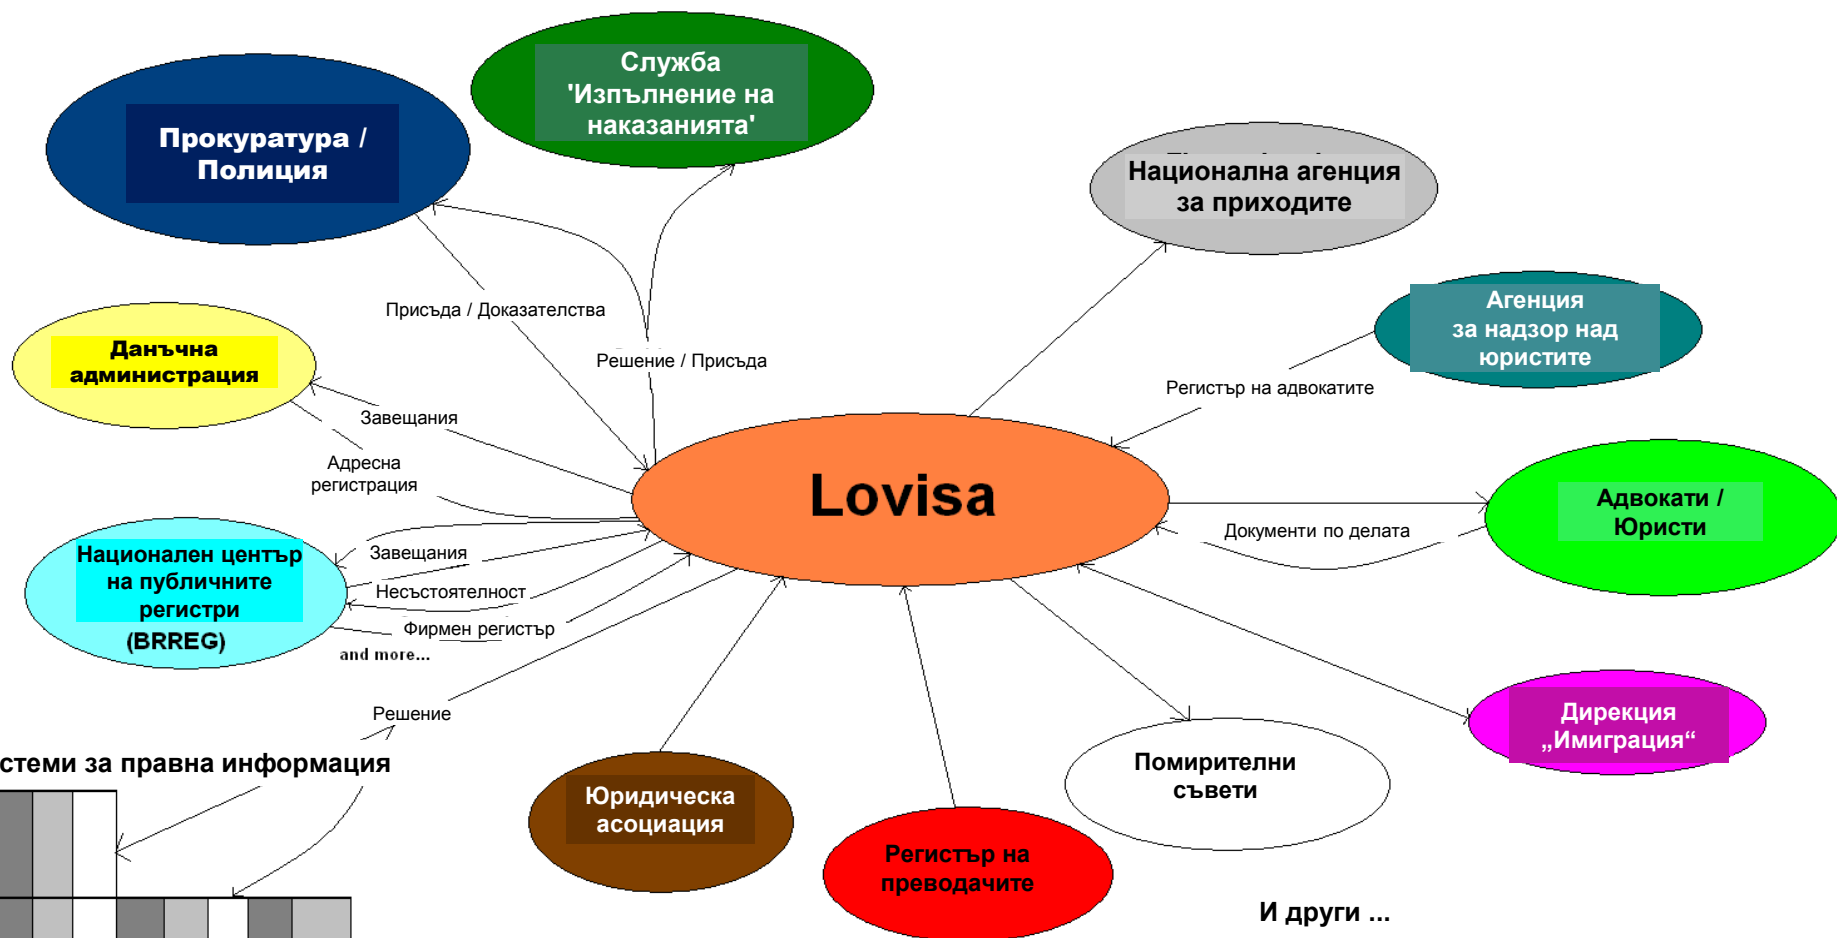 Служба
'Изпълнение на
наказанията'
Прокуратура /
Полиция
Национална агенция
за приходите
Агенция
за надзор над
юристите
Присъда / Доказателства
Решение / Присъда
Данъчна
администрация
Регистър на адвокатите
Завещания
Адресна
регистрация
Lovisa
Адвокати /
Юристи
Документи по делата
Национален център
на публичните
регистри
(BRREG)
Завещания
Несъстоятелност
Фирмен регистър
and more...
Решение
Дирекция
„Имиграция“
стеми за правна информация
Помирителни
съвети
Юридическа
асоциация
Регистър на
преводачите
И други ...